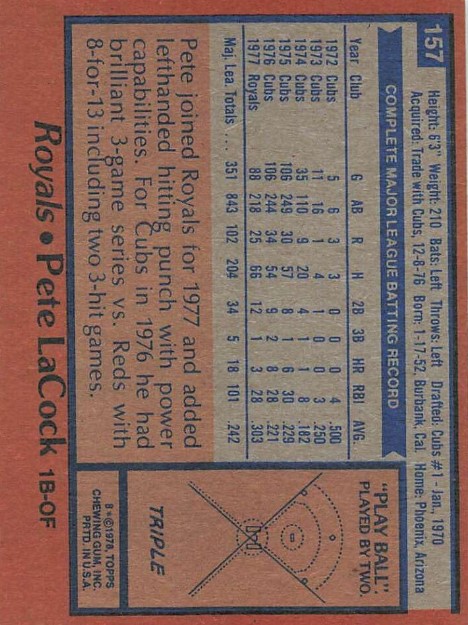 157
Height: 6'3" Weight: 210 Bats: Left Throws: Left Drafted: Cubs #1 - Jan. 1970
Acquired: Trade with Cubs, 12-8-76 Born: 1-17-52, Burbank, Cal. Home: Phoenix, Arizona
COMPLETE MAJOR LEAGUE BATTING RECORD
Year Club G AB R H 2B 3B HR RBI AVG.
1972 Cubs 5 6 3 3 0 0 0 4 .500
1973 Cubs 11 16 1 4 1 0 0 3 .250
1974 Cubs 35 110 9 20 4 1 1 8 .182
1975 Cubs 106 249 30 57 8 1 6 30 .229
1976 Cubs 106 244 34 54 9 2 8 28 .221
1977 Royals 88 218 25 66 12 1 3 28 .303
Maj. Lea. Totals ... 351 843 102 204 34 5 18 101 .242
Pete joined Royals for 1977 and added
lefthanded hitting punch with power
capabilities. For Cubs in 1976 he had
brilliant 3-game series vs. Reds with
8-for-13 including two 3-hit games.
"PLAY BALL".
PLAYED BY TWO.
TRIPLE
B*©1978, TOPPS
CHEWING GUM, INC.
PRTD. IN U.S.A.
Royals • Pete LaCock 1B-OF